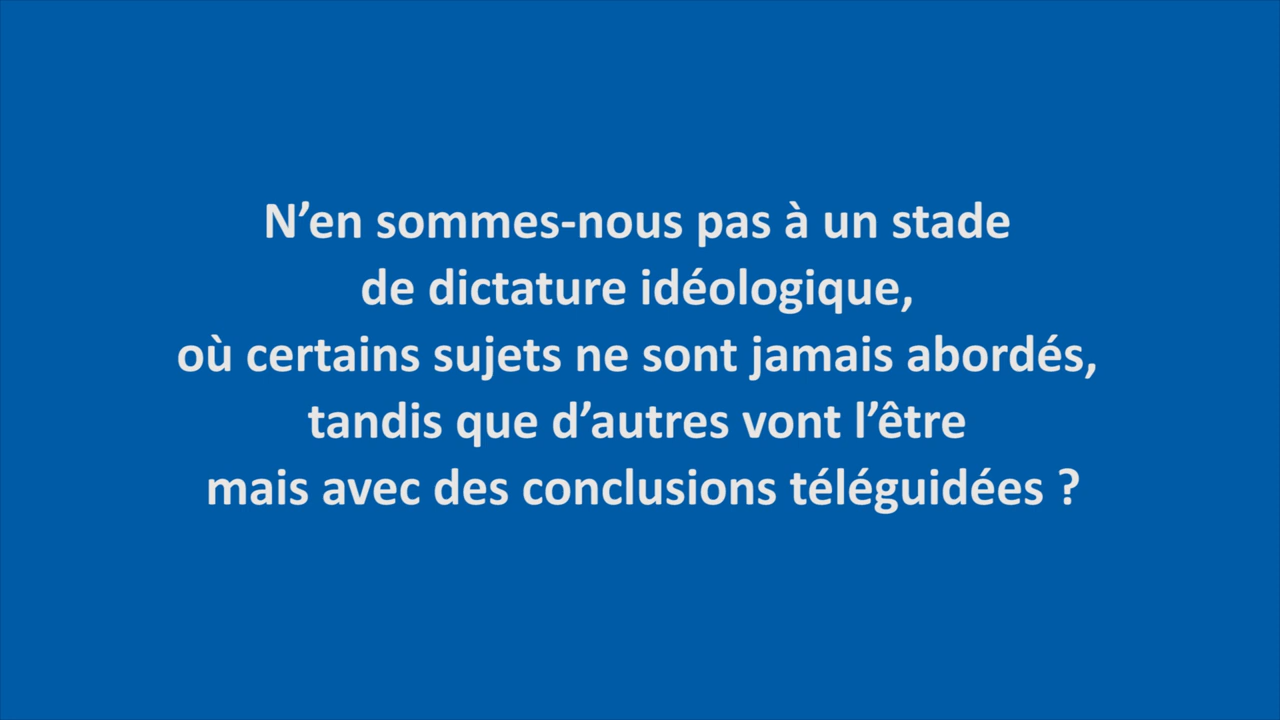 N’en sommes-nous pas à un stade
de dictature idéologique,
où certains sujets ne sont jamais abordés,
tandis que d’autres vont l’être
mais avec des conclusions téléguidées ?